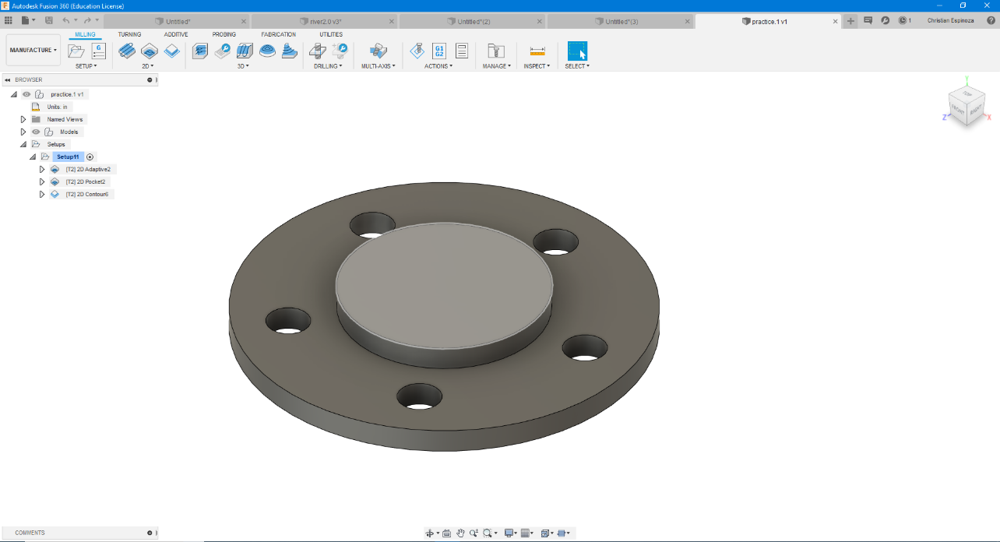 Autodesk Fusion 360 (Education License)
Untitled*
river2.0 v3*
Untitled*(2)
Untitled*(3)
practice.1 v1
1
Christian Espinoza
MILLING TURNING ADDITIVE PROBING FABRICATION UTILITIES
MANUFACTURE
G
G1
G2
SETUP 2D 3D DRILLING MULTI-AXIS ACTIONS MANAGE INSPECT SELECT
BROWSER
practice.1 v1
Units: in
Named Views
Models
Setups
Setup11
[T2] 2D Adaptive2
[T2] 2D Pocket2
[T2] 2D Contour6
Y
TOP
FRONT
RIGHT
Z
X
COMMENTS